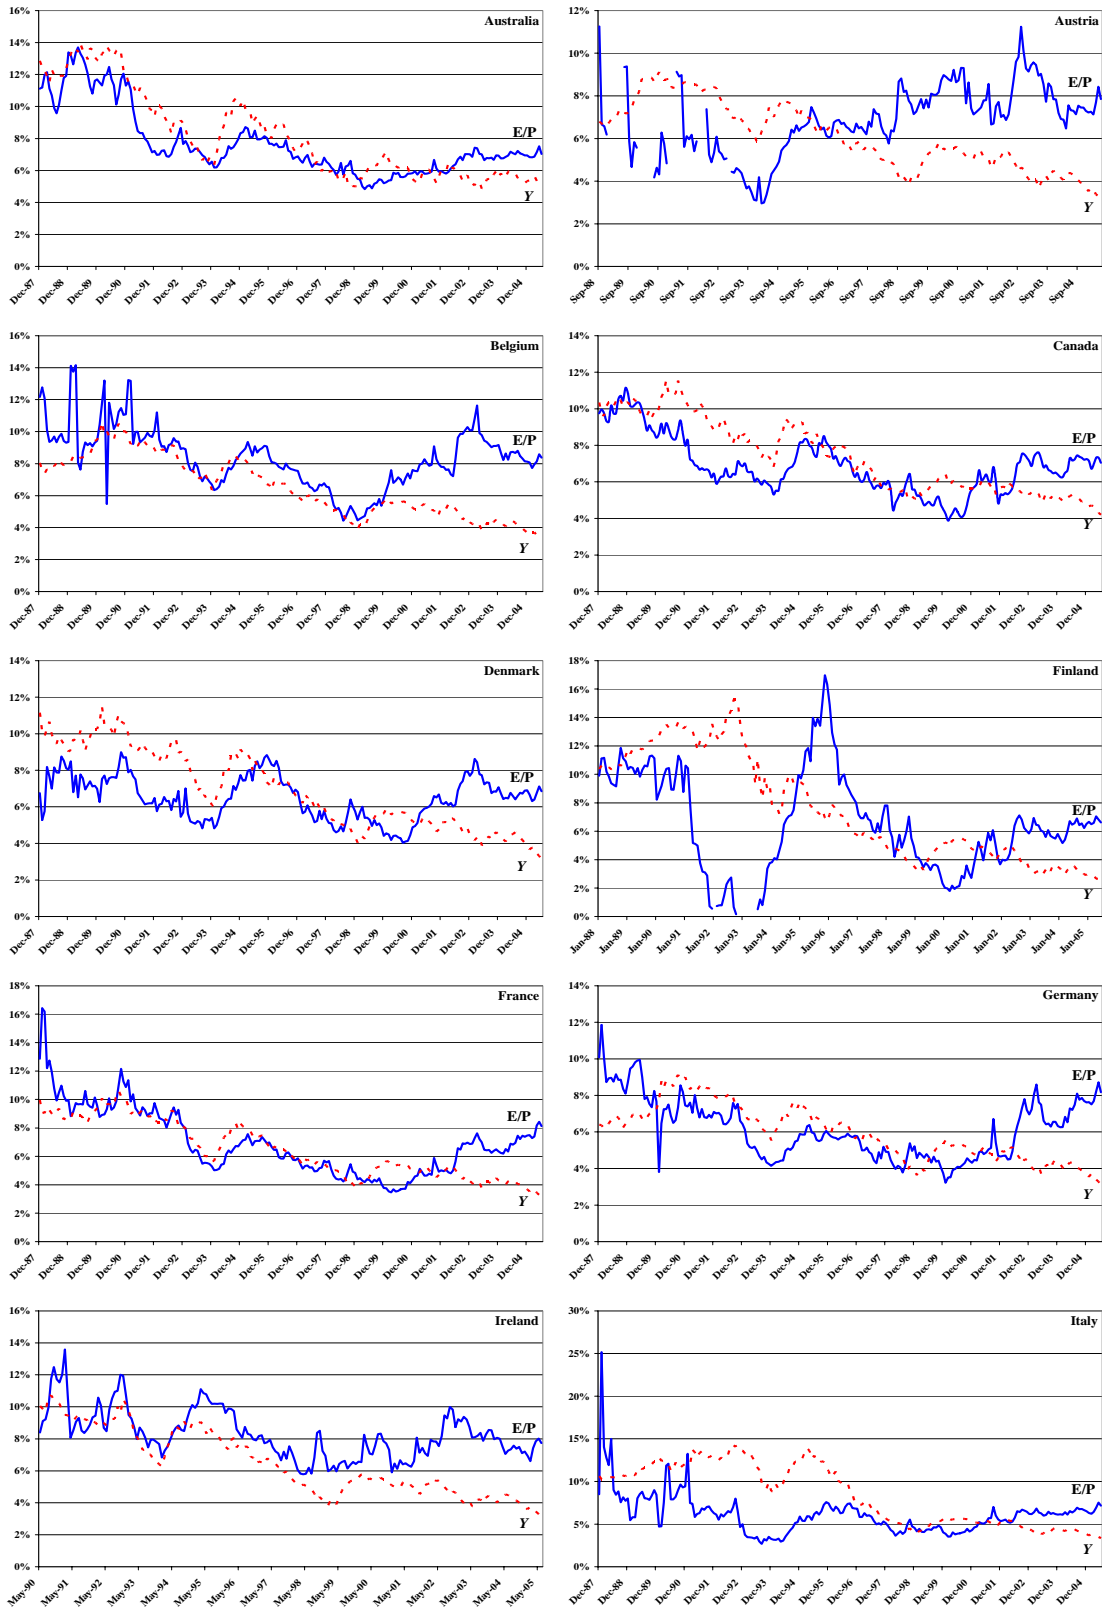 Australia
16%
14%
12%
10%
8%
6%
4%
2%
0%
E/P
Y
Dec-87 Dec-88 Dec-89 Dec-90 Dec-91 Dec-92 Dec-93 Dec-94 Dec-95 Dec-96 Dec-97 Dec-98 Dec-99 Dec-00 Dec-01 Dec-02 Dec-03 Dec-04
Austria
12%
10%
8%
6%
4%
2%
0%
E/P
Y
Sep-88 Sep-89 Sep-90 Sep-91 Sep-92 Sep-93 Sep-94 Sep-95 Sep-96 Sep-97 Sep-98 Sep-99 Sep-00 Sep-01 Sep-02 Sep-03 Sep-04
Belgium
16%
14%
12%
10%
8%
6%
4%
2%
0%
E/P
Y
Dec-87 Dec-88 Dec-89 Dec-90 Dec-91 Dec-92 Dec-93 Dec-94 Dec-95 Dec-96 Dec-97 Dec-98 Dec-99 Dec-00 Dec-01 Dec-02 Dec-03 Dec-04
Canada
14%
12%
10%
8%
6%
4%
2%
0%
E/P
Y
Dec-87 Dec-88 Dec-89 Dec-90 Dec-91 Dec-92 Dec-93 Dec-94 Dec-95 Dec-96 Dec-97 Dec-98 Dec-99 Dec-00 Dec-01 Dec-02 Dec-03 Dec-04
Denmark
14%
12%
10%
8%
6%
4%
2%
0%
E/P
Y
Dec-87 Dec-88 Dec-89 Dec-90 Dec-91 Dec-92 Dec-93 Dec-94 Dec-95 Dec-96 Dec-97 Dec-98 Dec-99 Dec-00 Dec-01 Dec-02 Dec-03 Dec-04
Finland
18%
16%
14%
12%
10%
8%
6%
4%
2%
0%
E/P
Y
Jan-88 Jan-89 Jan-90 Jan-91 Jan-92 Jan-93 Jan-94 Jan-95 Jan-96 Jan-97 Jan-98 Jan-99 Jan-00 Jan-01 Jan-02 Jan-03 Jan-04 Jan-05
France
18%
16%
14%
12%
10%
8%
6%
4%
2%
0%
E/P
Y
Dec-87 Dec-88 Dec-89 Dec-90 Dec-91 Dec-92 Dec-93 Dec-94 Dec-95 Dec-96 Dec-97 Dec-98 Dec-99 Dec-00 Dec-01 Dec-02 Dec-03 Dec-04
Germany
14%
12%
10%
8%
6%
4%
2%
0%
E/P
Y
Dec-87 Dec-88 Dec-89 Dec-90 Dec-91 Dec-92 Dec-93 Dec-94 Dec-95 Dec-96 Dec-97 Dec-98 Dec-99 Dec-00 Dec-01 Dec-02 Dec-03 Dec-04
Ireland
16%
14%
12%
10%
8%
6%
4%
2%
0%
E/P
Y
May-90 May-91 May-92 May-93 May-94 May-95 May-96 May-97 May-98 May-99 May-00 May-01 May-02 May-03 May-04 May-05
Italy
30%
25%
20%
15%
10%
5%
0%
E/P
Y
Dec-87 Dec-88 Dec-89 Dec-90 Dec-91 Dec-92 Dec-93 Dec-94 Dec-95 Dec-96 Dec-97 Dec-98 Dec-99 Dec-00 Dec-01 Dec-02 Dec-03 Dec-04